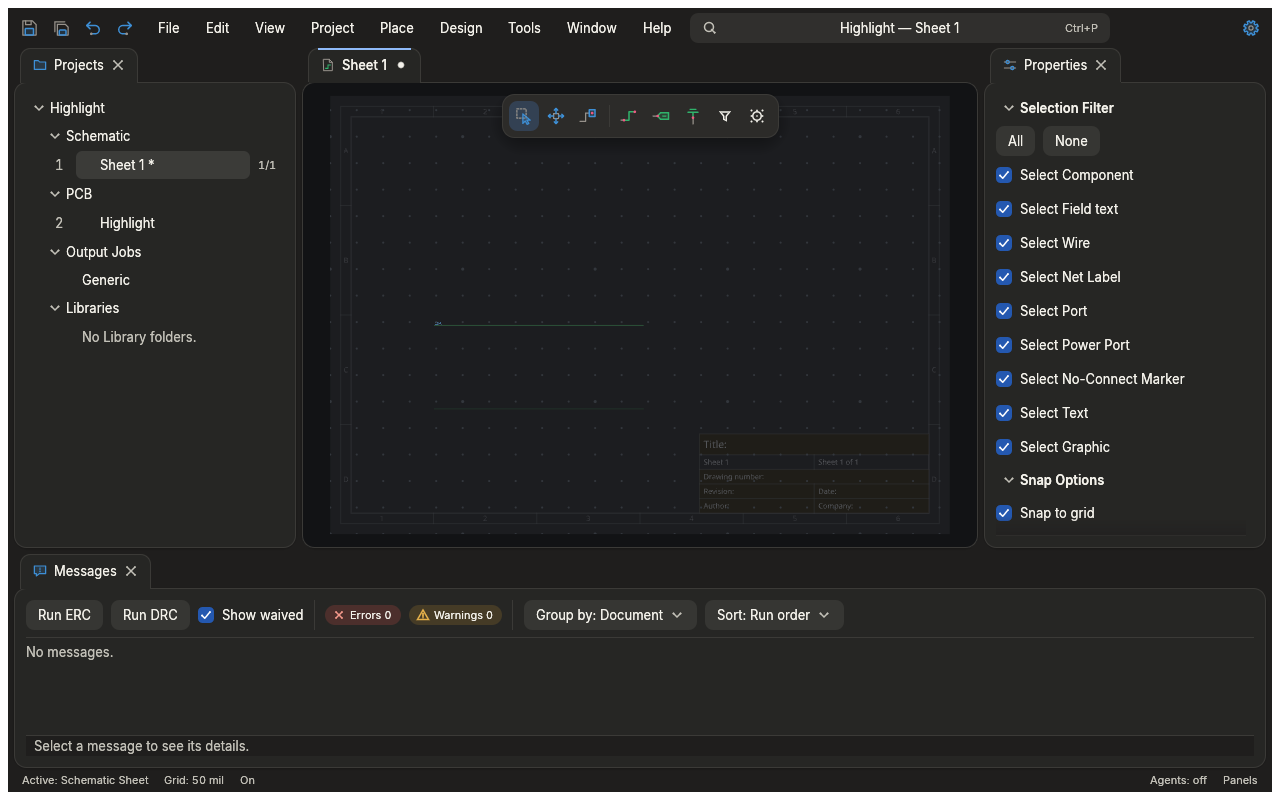 File Edit View Project Place Design Tools Window Help Highlight — Sheet 1 Ctrl+P
Projects
Highlight
Schematic
1 Sheet 1 * 1/1
PCB
2 Highlight
Output Jobs
Generic
Libraries
No Library folders.
Sheet 1
Title:
Sheet 1 Sheet 1 of 1
Drawing number:
Revision: Date:
Author: Company:
Properties
Selection Filter
All None
Select Component
Select Field text
Select Wire
Select Net Label
Select Port
Select Power Port
Select No-Connect Marker
Select Text
Select Graphic
Snap Options
Snap to grid
Messages
Run ERC Run DRC Show waived Errors 0 Warnings 0 Group by: Document Sort: Run order
No messages.
Select a message to see its details.
Active: Schematic Sheet Grid: 50 mil On Agents: off Panels